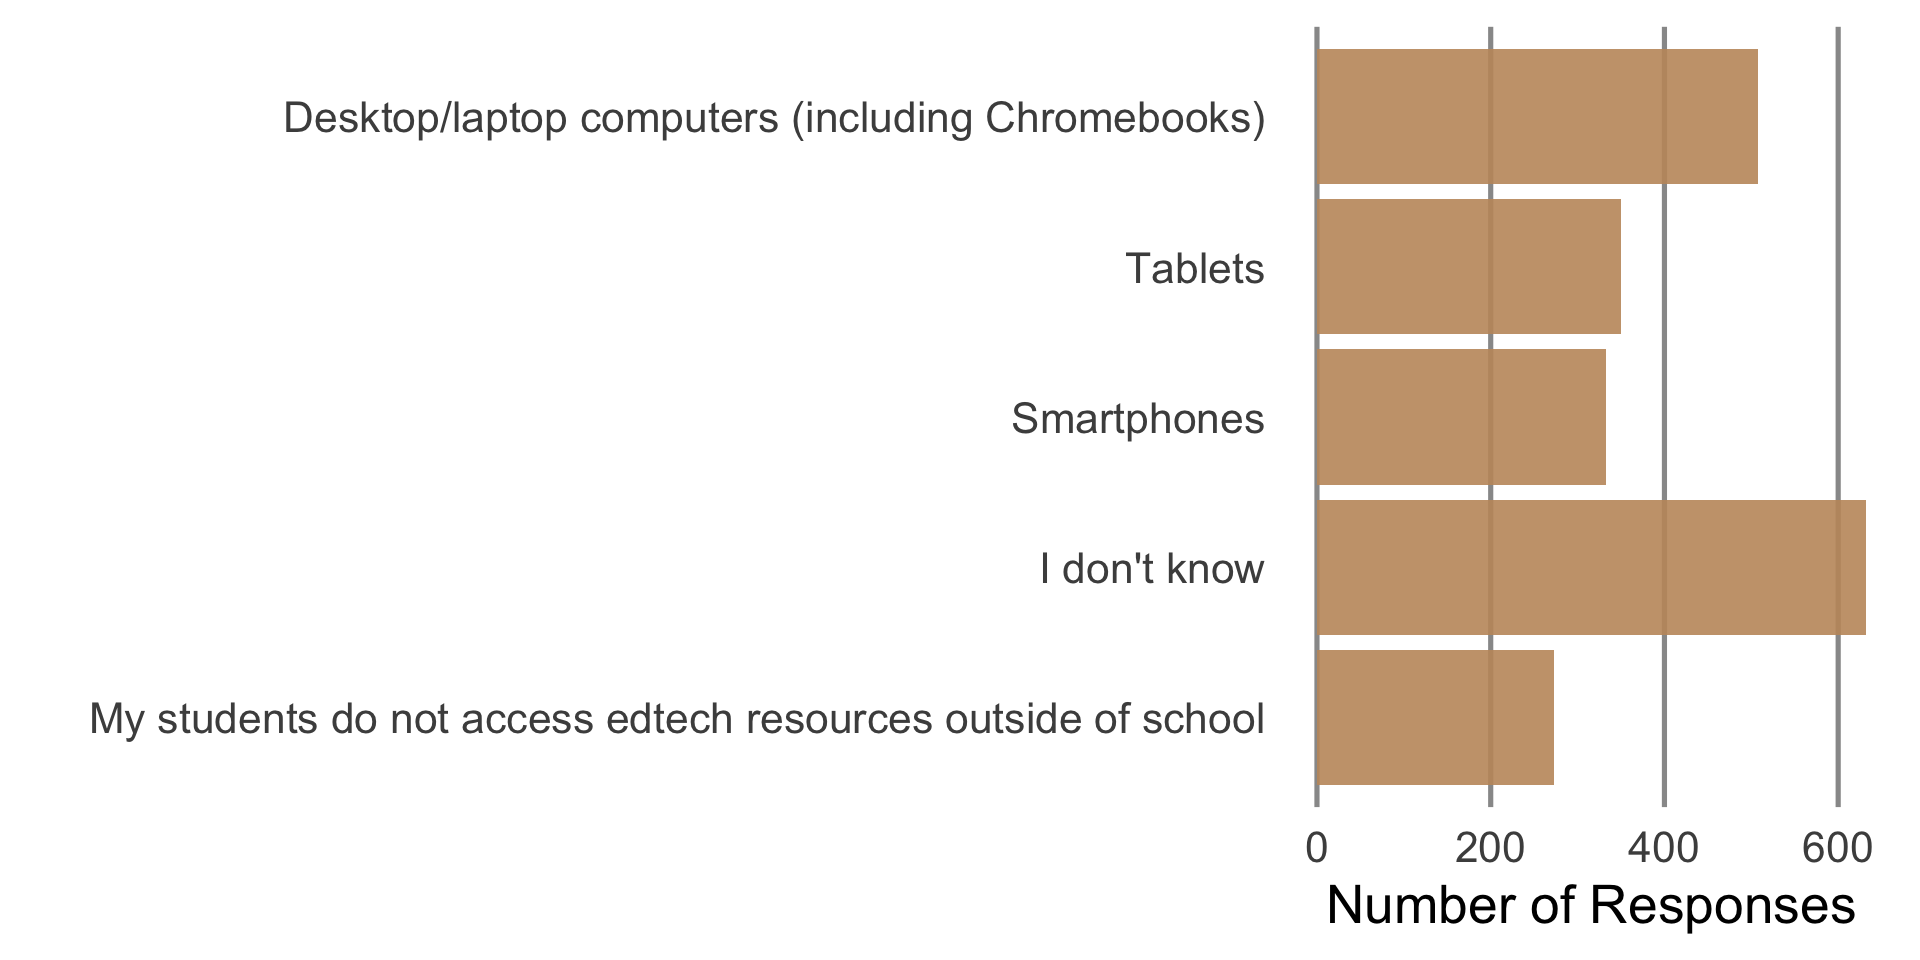 Desktop/laptop computers (including Chromebooks)
Tablets
Smartphones
I don't know
My students do not access edtech resources outside of school
0 200 400 600
Number of Responses